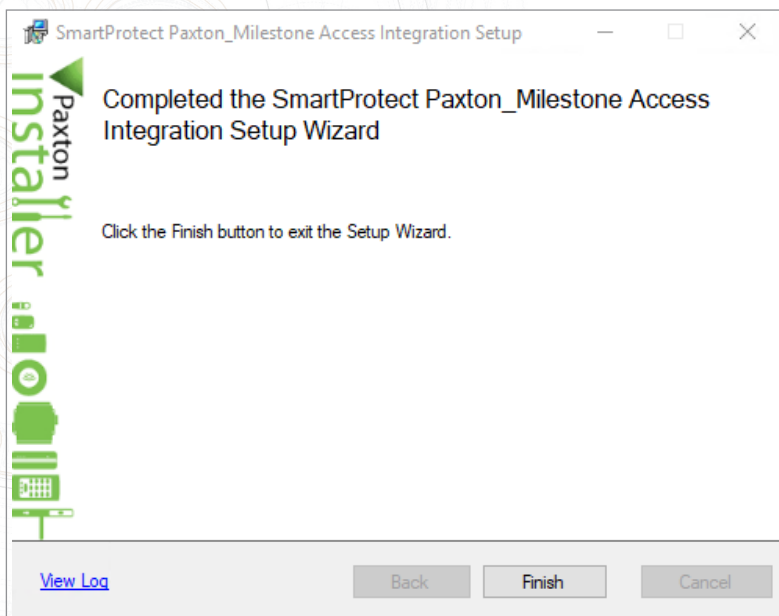 SmartProtect Paxton_Milestone Access Integration Setup
Paxton
Installer
Completed the SmartProtect Paxton_Milestone Access
Integration Setup Wizard
Click the Finish button to exit the Setup Wizard.
View Log
Back
Finish
Cancel